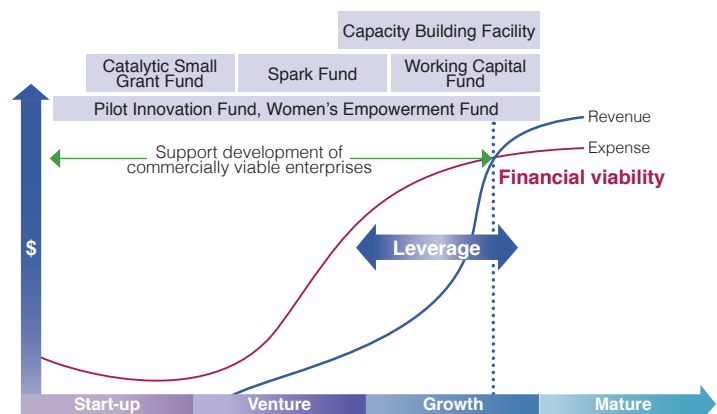 Capacity Building Facility
Catalytic Small
Grant Fund
Spark Fund
Working Capital
Fund
Pilot Innovation Fund, Women's Empowerment Fund
Revenue
Support development of
commercially viable enterprises
Expense
Financial viability
$
Leverage
Start-up
Venture
Growth
Mature